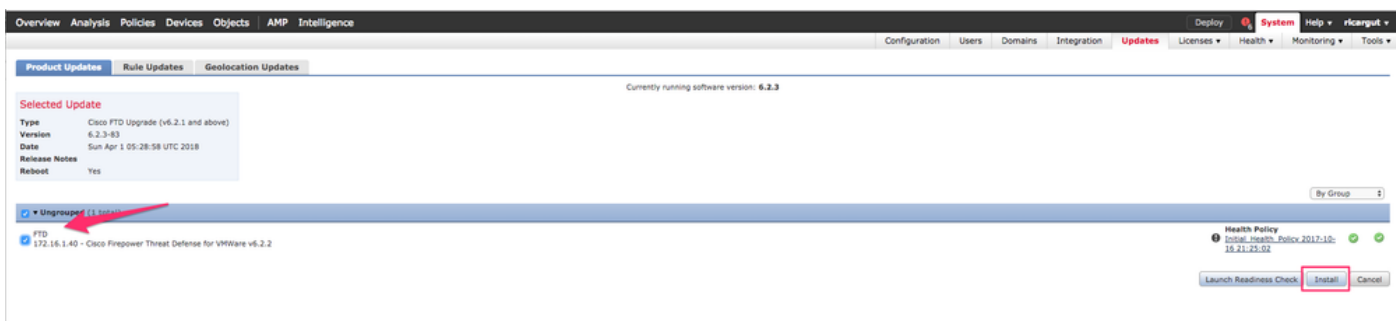 Overview Analysis Policies Devices Objects AMP Intelligence Deploy System Help ricargut
Configuration Users Domains Integration Updates Licenses Health Monitoring Tools
Product Updates Rule Updates Geolocation Updates
Currently running software version: 6.2.3
Selected Update
Type Cisco FTD Upgrade (v6.2.1 and above)
Version 6.2.3-83
Date Sun Apr 1 05:28:58 UTC 2018
Release Notes
Reboot Yes
By Group
Ungrouped (1 total)
FTD
172.16.1.40 - Cisco Firepower Threat Defense for VMWare v6.2.2
Health Policy
Initial_Health_Policy 2017-10-
16 21:25:02
Launch Readiness Check Install Cancel